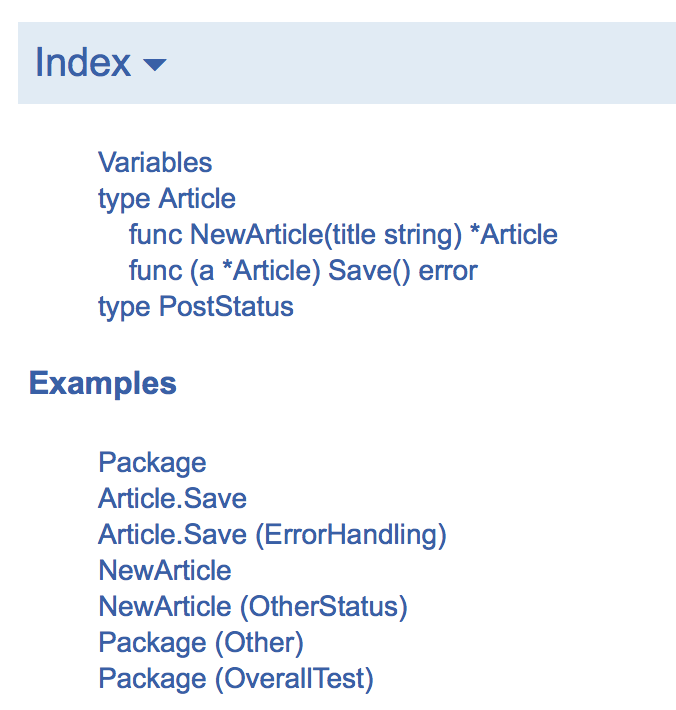 Index
Variables
type Article
func NewArticle(title string) *Article
func (a *Article) Save() error
type PostStatus
Examples
Package
Article.Save
Article.Save (ErrorHandling)
NewArticle
NewArticle (OtherStatus)
Package (Other)
Package (OverallTest)